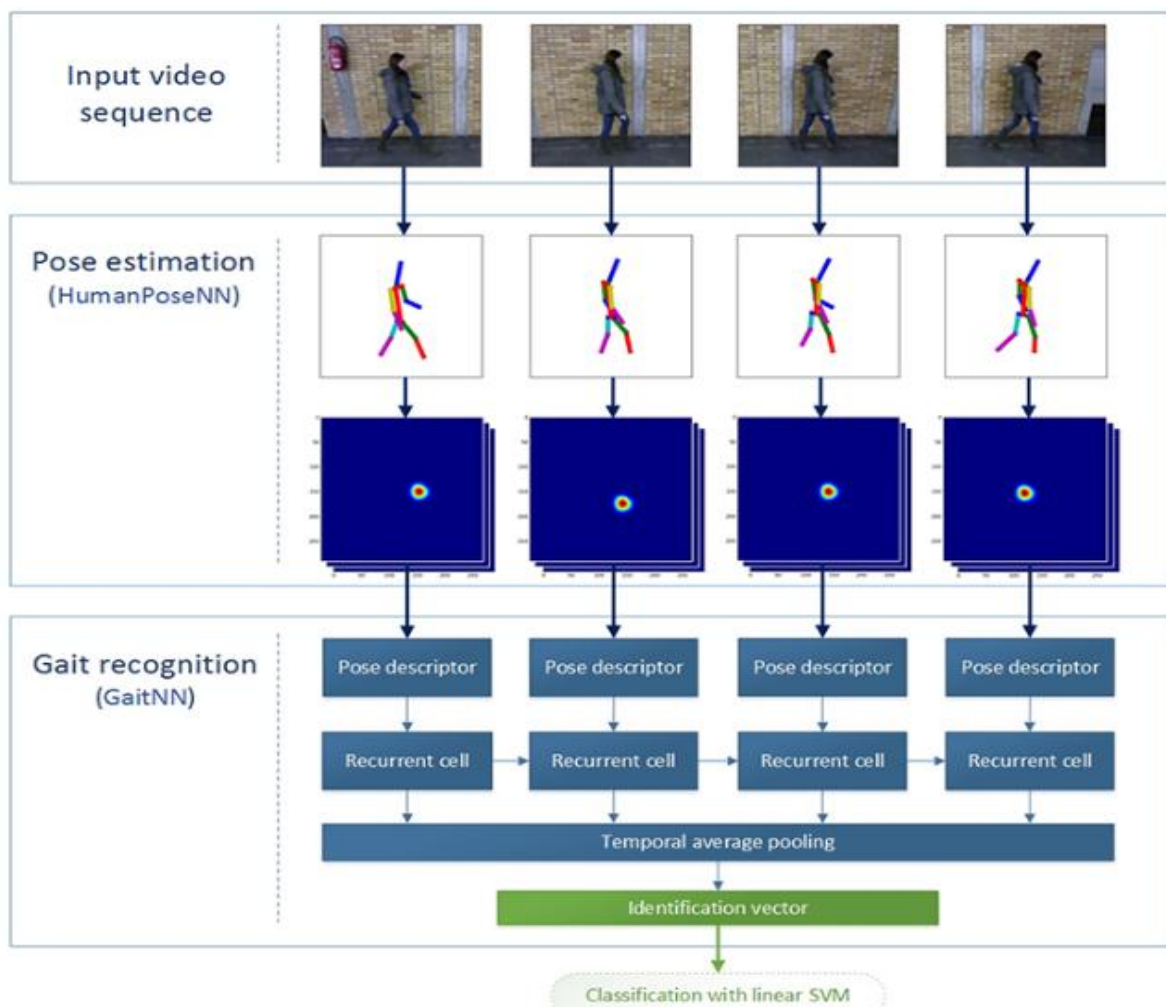 Input video
sequence
Pose estimation
(HumanPoseNN)
Gait recognition
(GaitNN)
Pose descriptor Pose descriptor Pose descriptor Pose descriptor
Recurrent cell Recurrent cell Recurrent cell Recurrent cell
Temporal average pooling
Identification vector
Classification with linear SVM